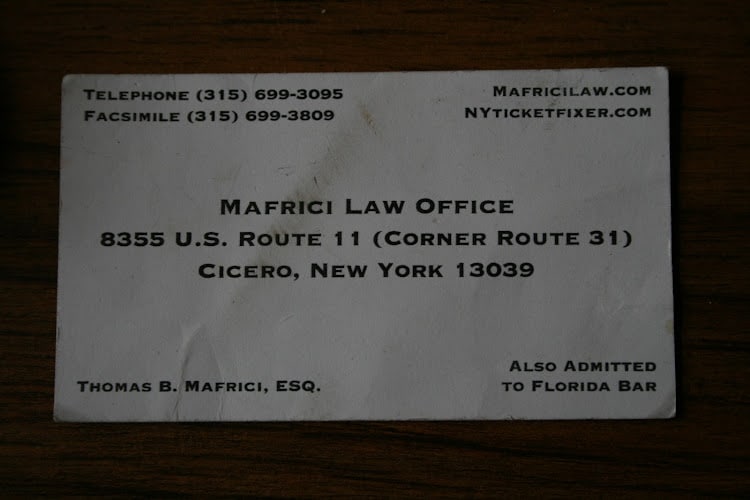 Telephone (315) 699-3095
Facsimile (315) 699-3809
Mafricilaw.com
NYticketfixer.com
Mafrici Law Office
8355 U.S. Route 11 (Corner Route 31)
Cicero, New York 13039
Thomas B. Mafrici, ESQ.
Also Admitted
to Florida Bar